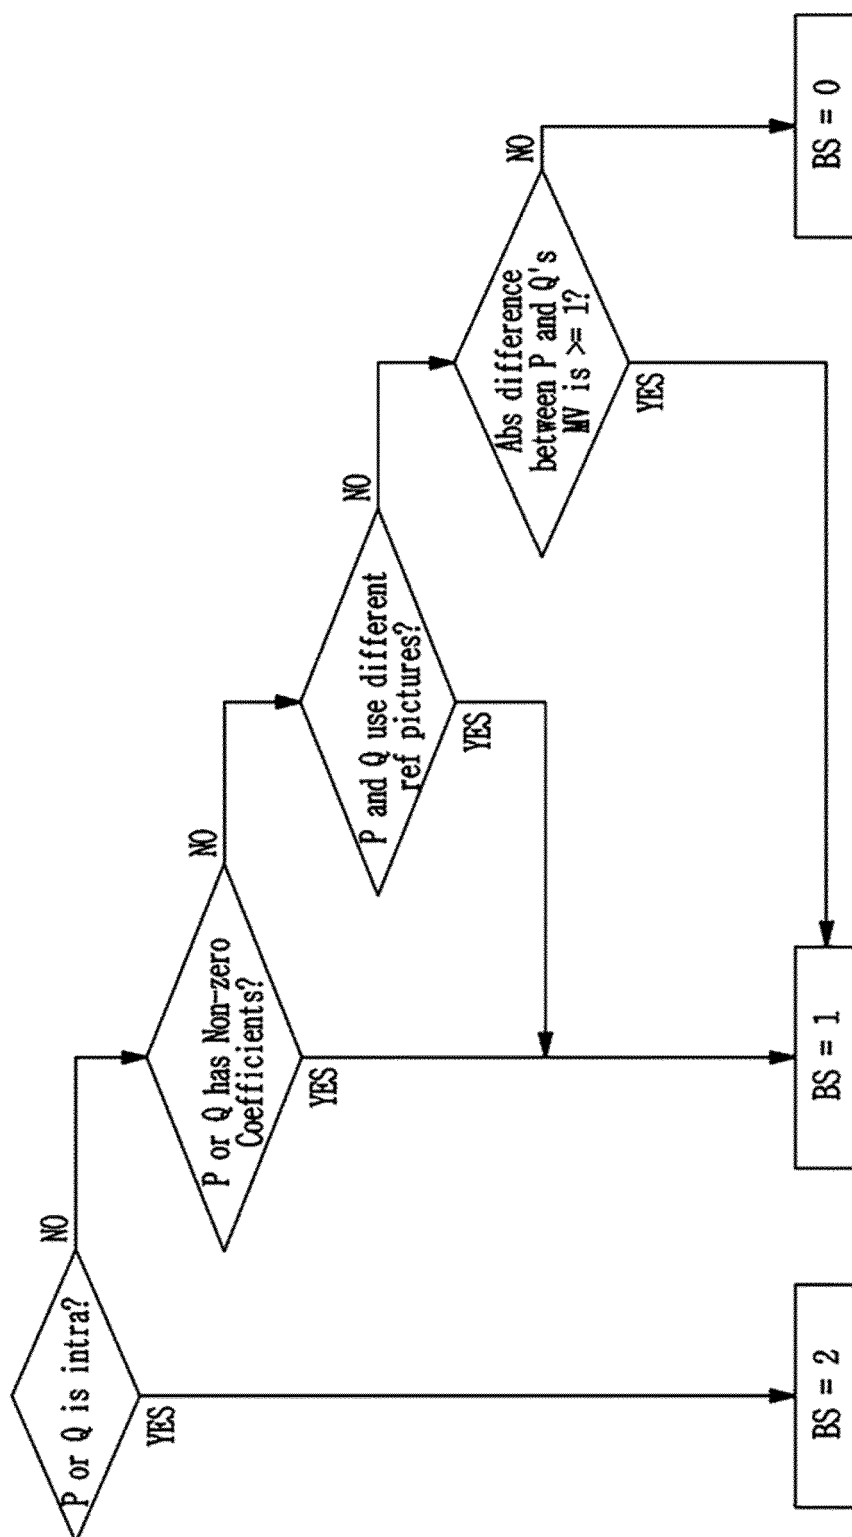 P or Q is intra?
NO
YES
P or Q has Non-zero
Coefficients?
NO
YES
P and Q use different
ref pictures?
NO
YES
Abs difference
between P and Q's
MV is >= 1?
NO
YES
BS = 2
BS = 1
BS = 0